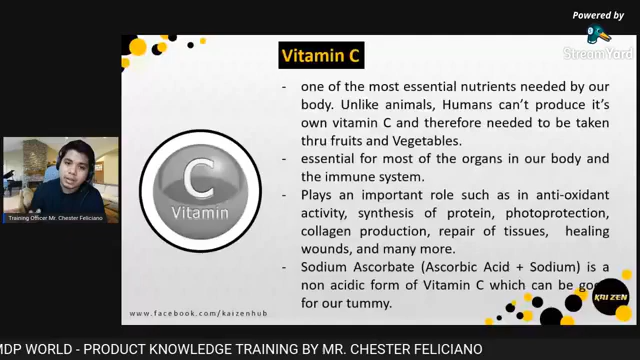 Powered by
StreamYard
Vitamin C
- one of the most essential nutrients needed by our
body. Unlike animals, Humans can't produce it's
own vitamin C and therefore needed to be taken
thru fruits and Vegetables.
- essential for most of the organs in our body and
the immune system.
- Plays an important role such as in anti-oxidant
activity, synthesis of protein, photoprotection,
collagen production, repair of tissues, healing
wounds, and many more.
- Sodium Ascorbate (Ascorbic Acid + Sodium) is a
non acidic form of Vitamin C which can be
for our tummy.
C
Vitamin
Training Officer Mr. Chester Feliciano
www.facebook.com/kaizenhub
KAIZEN
MDP WORLD - PRODUCT KNOWLEDGE TRAINING BY MR. CHESTER FELICIANO